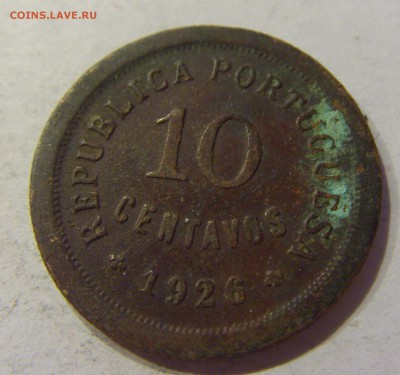 COINS.LAVE.RU
REPUBLICA PORTUGUESA
10
CENTAVOS
* 1926 *